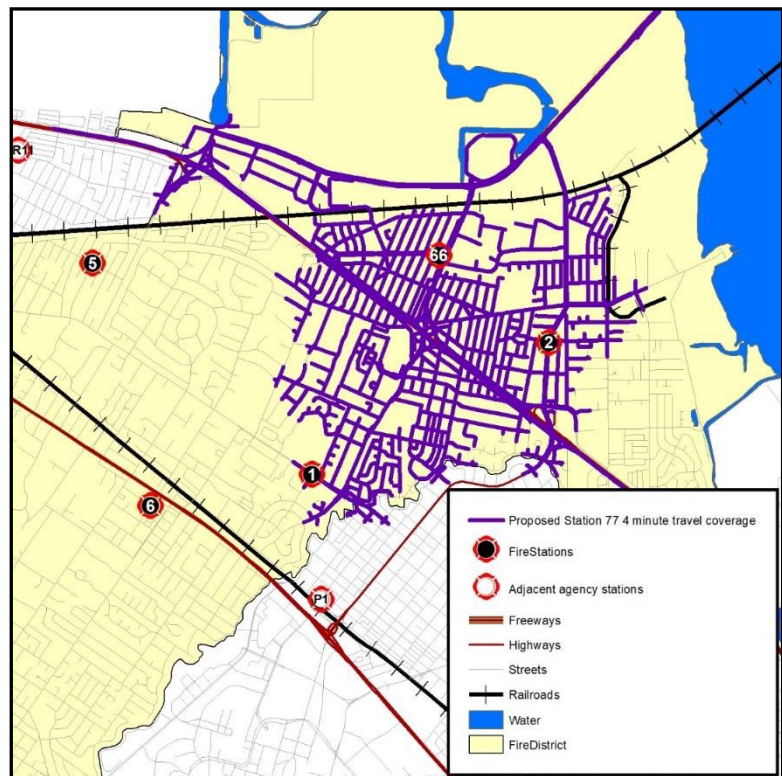 R11
5
66
2
1
6
P1
Proposed Station 77 4 minute travel coverage
FireStations
Adjacent agency stations
Freeways
Highways
Streets
Railroads
Water
FireDistrict